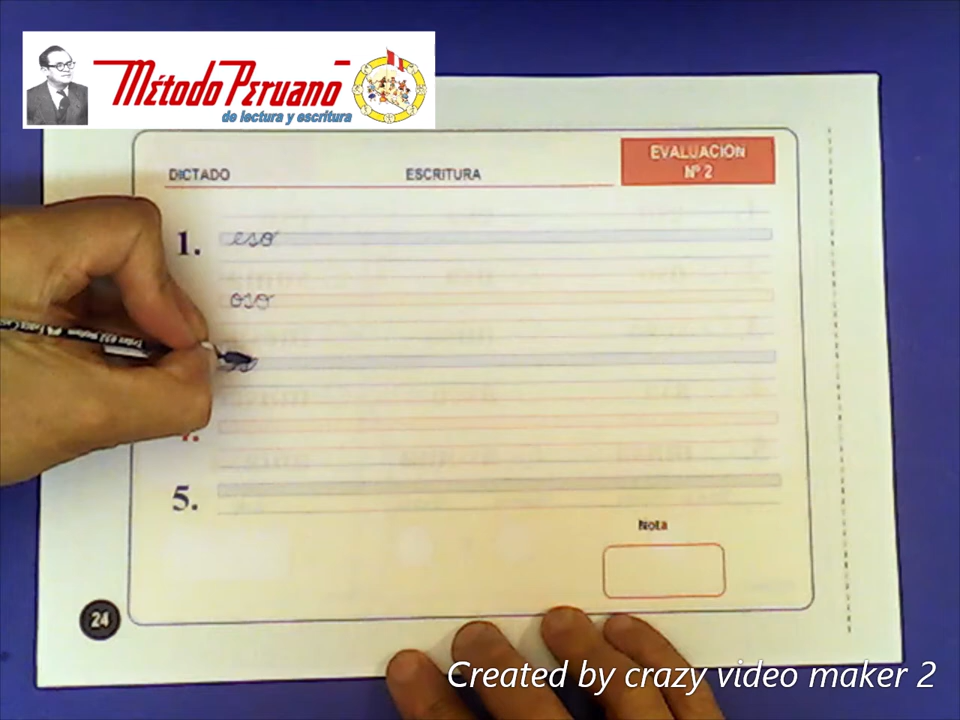 Método Peruano
de lectura y escritura
EVALUACIÓN
Nº 2
DICTADO ESCRITURA
1. eso
oso
5.
Nota
24
Created by crazy video maker 2